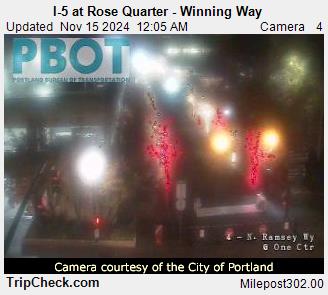 I-5 at Rose Quarter - Winning Way
Updated Nov 15 2024 12:05 AM Camera 4
PBOT
PORTLAND BUREAU OF TRANSPORTATION
4 - N. Ramsey Wy
@ One Ctr
Camera courtesy of the City of Portland
TripCheck.com Milepost302.00